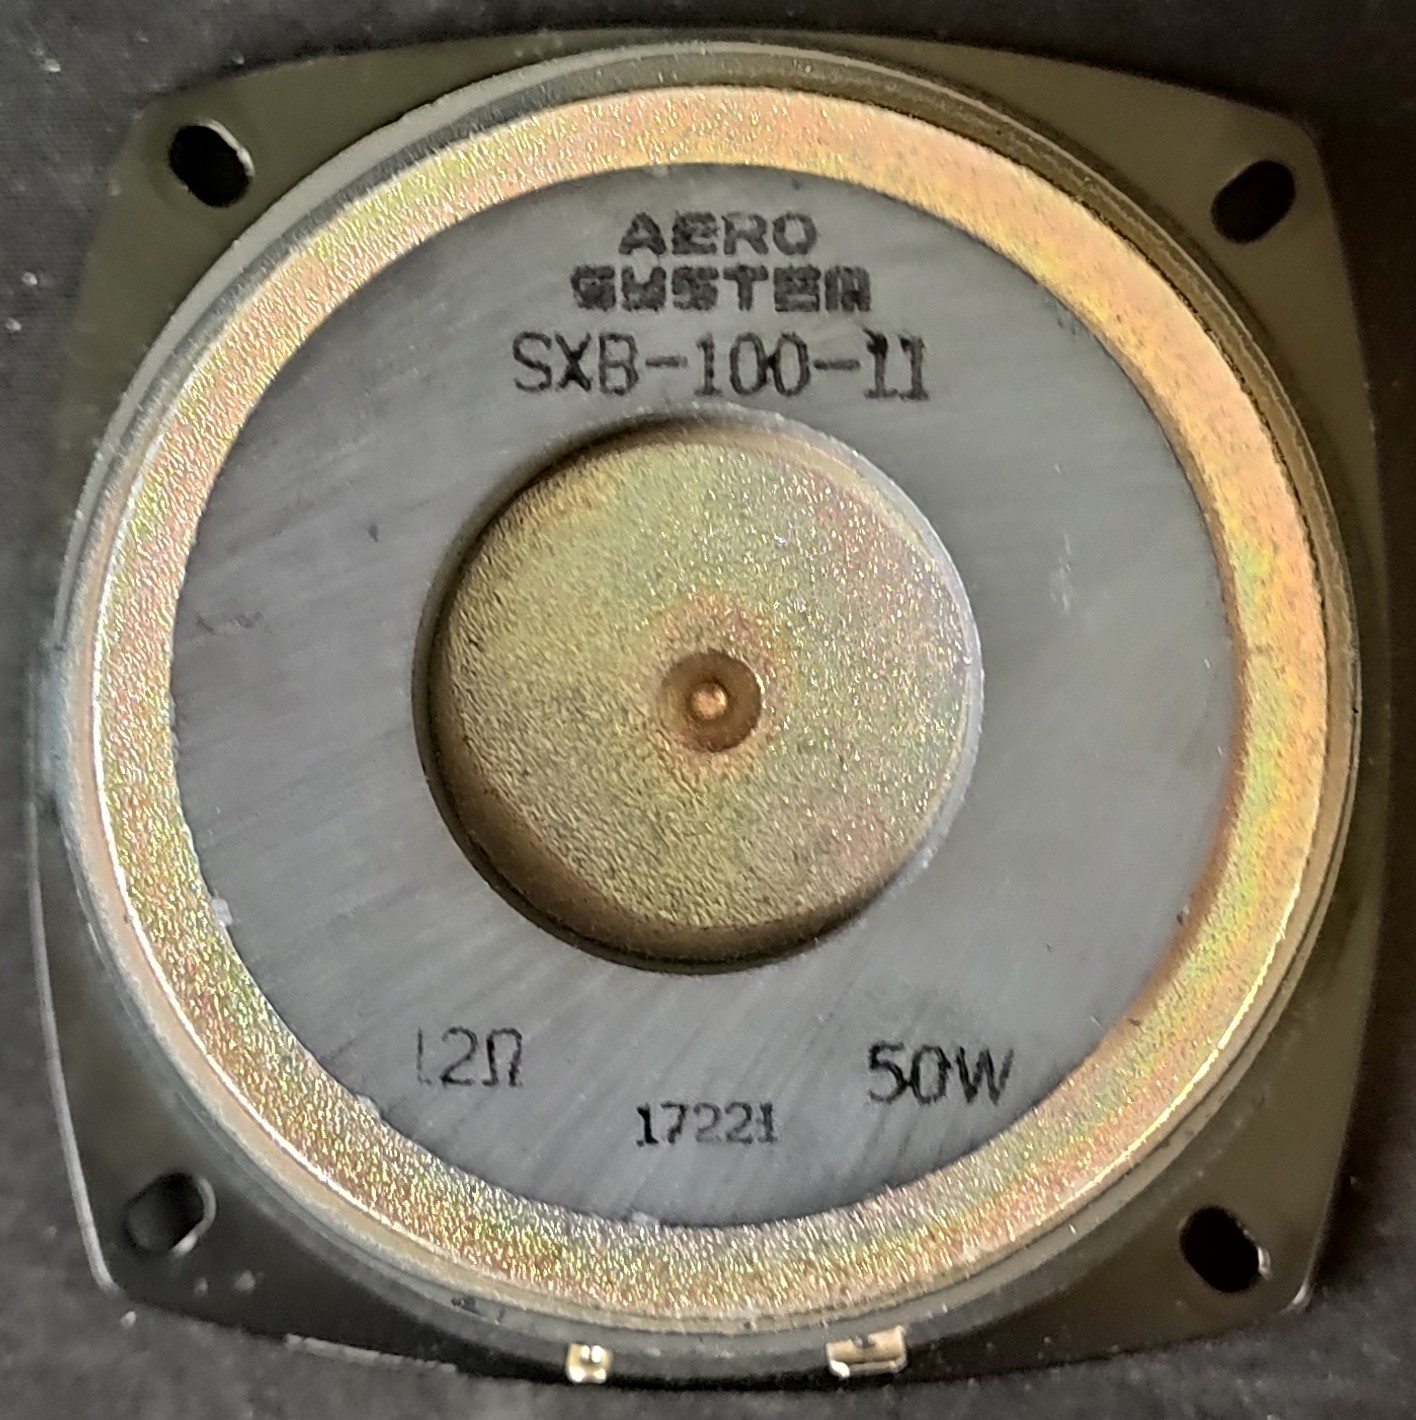 AERO
SYSTEM
SXB-100-11
12Ω
50W
17221